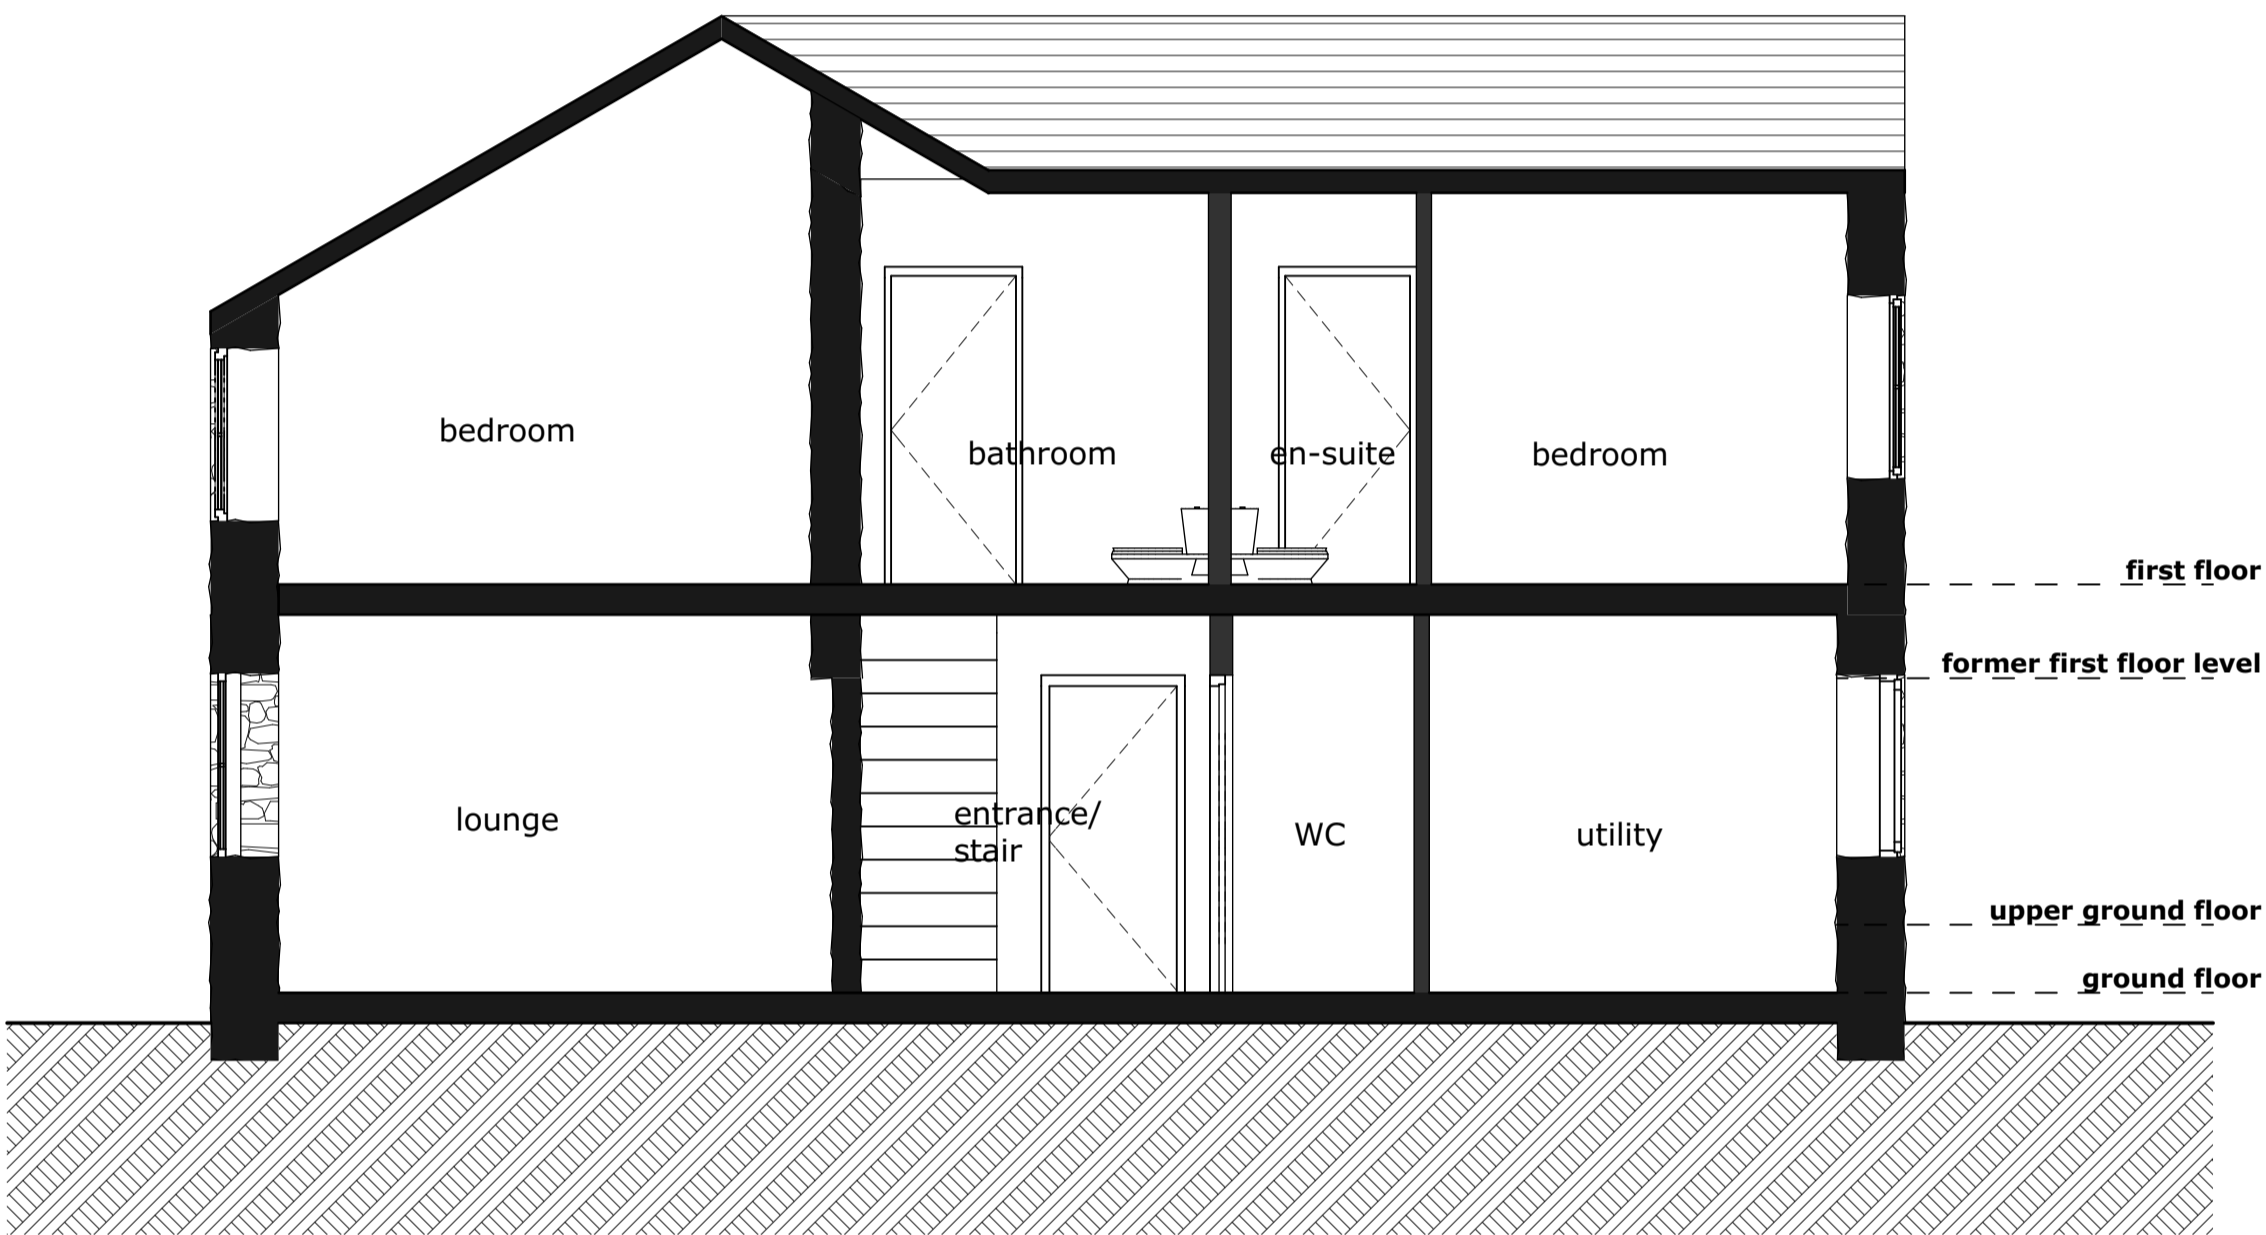 bedroom
bathroom
en-suite
bedroom
first floor
former first floor level
lounge
entrance/
stair
WC
utility
upper ground floor
ground floor